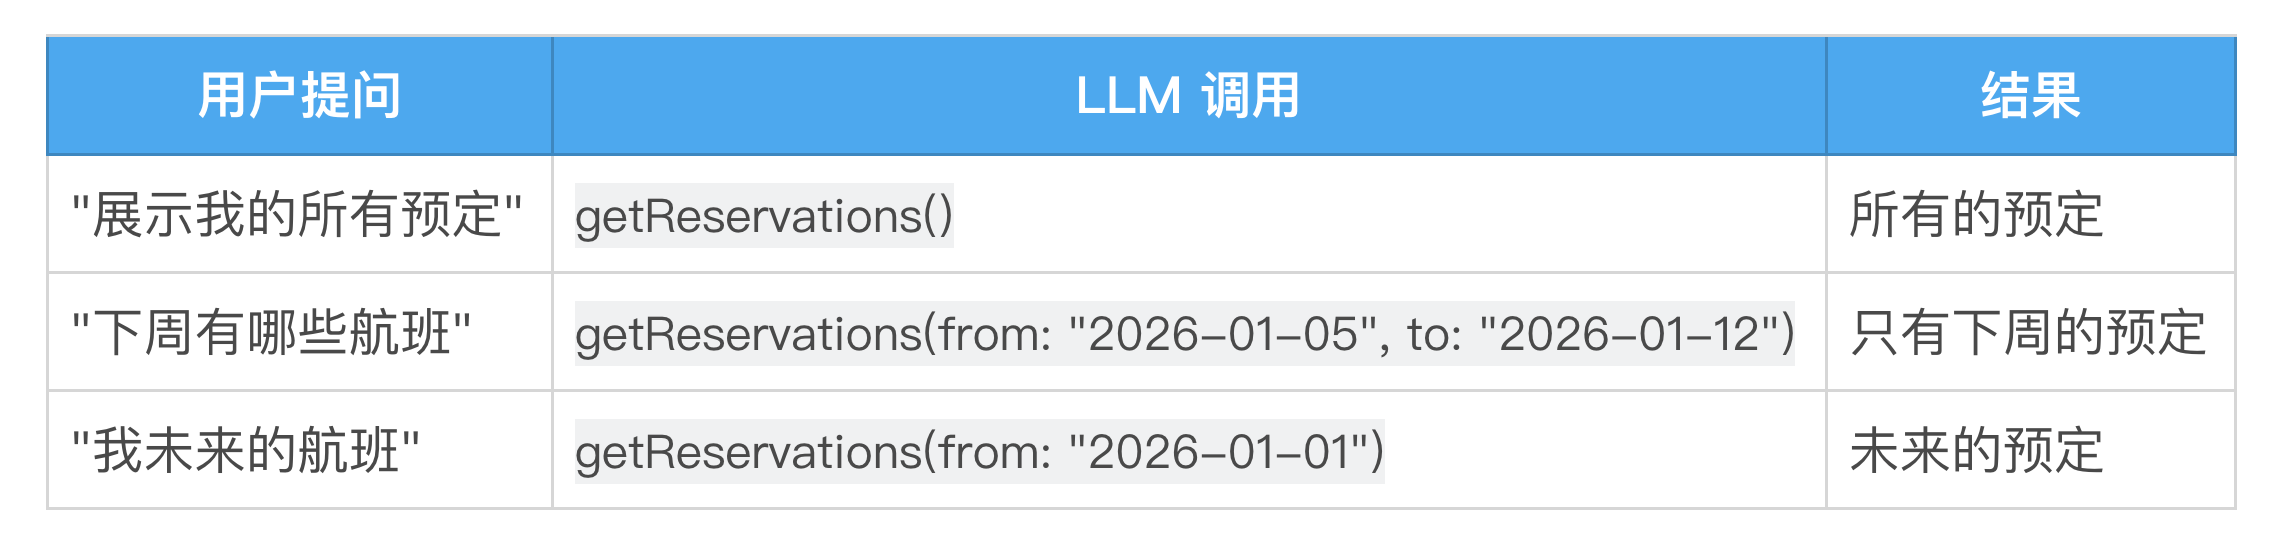 用户提问 LLM 调用 结果
"展示我的所有预定" getReservations() 所有的预定
"下周有哪些航班" getReservations(from: "2026-01-05", to: "2026-01-12") 只有下周的预定
"我未来的航班" getReservations(from: "2026-01-01") 未来的预定